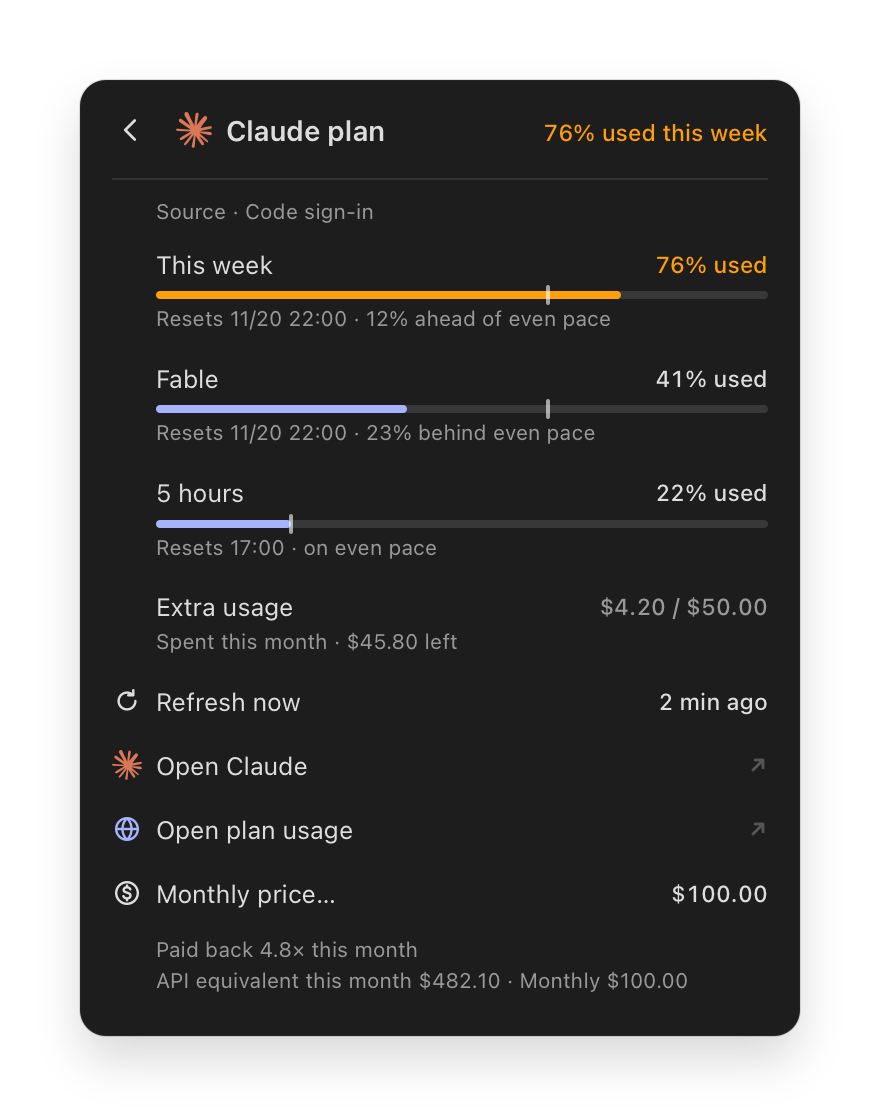 Claude plan
76% used this week
Source · Code sign-in
This week
76% used
Resets 11/20 22:00 · 12% ahead of even pace
Fable
41% used
Resets 11/20 22:00 · 23% behind even pace
5 hours
22% used
Resets 17:00 · on even pace
Extra usage
$4.20 / $50.00
Spent this month · $45.80 left
Refresh now
2 min ago
Open Claude
Open plan usage
Monthly price...
$100.00
Paid back 4.8× this month
API equivalent this month $482.10 · Monthly $100.00